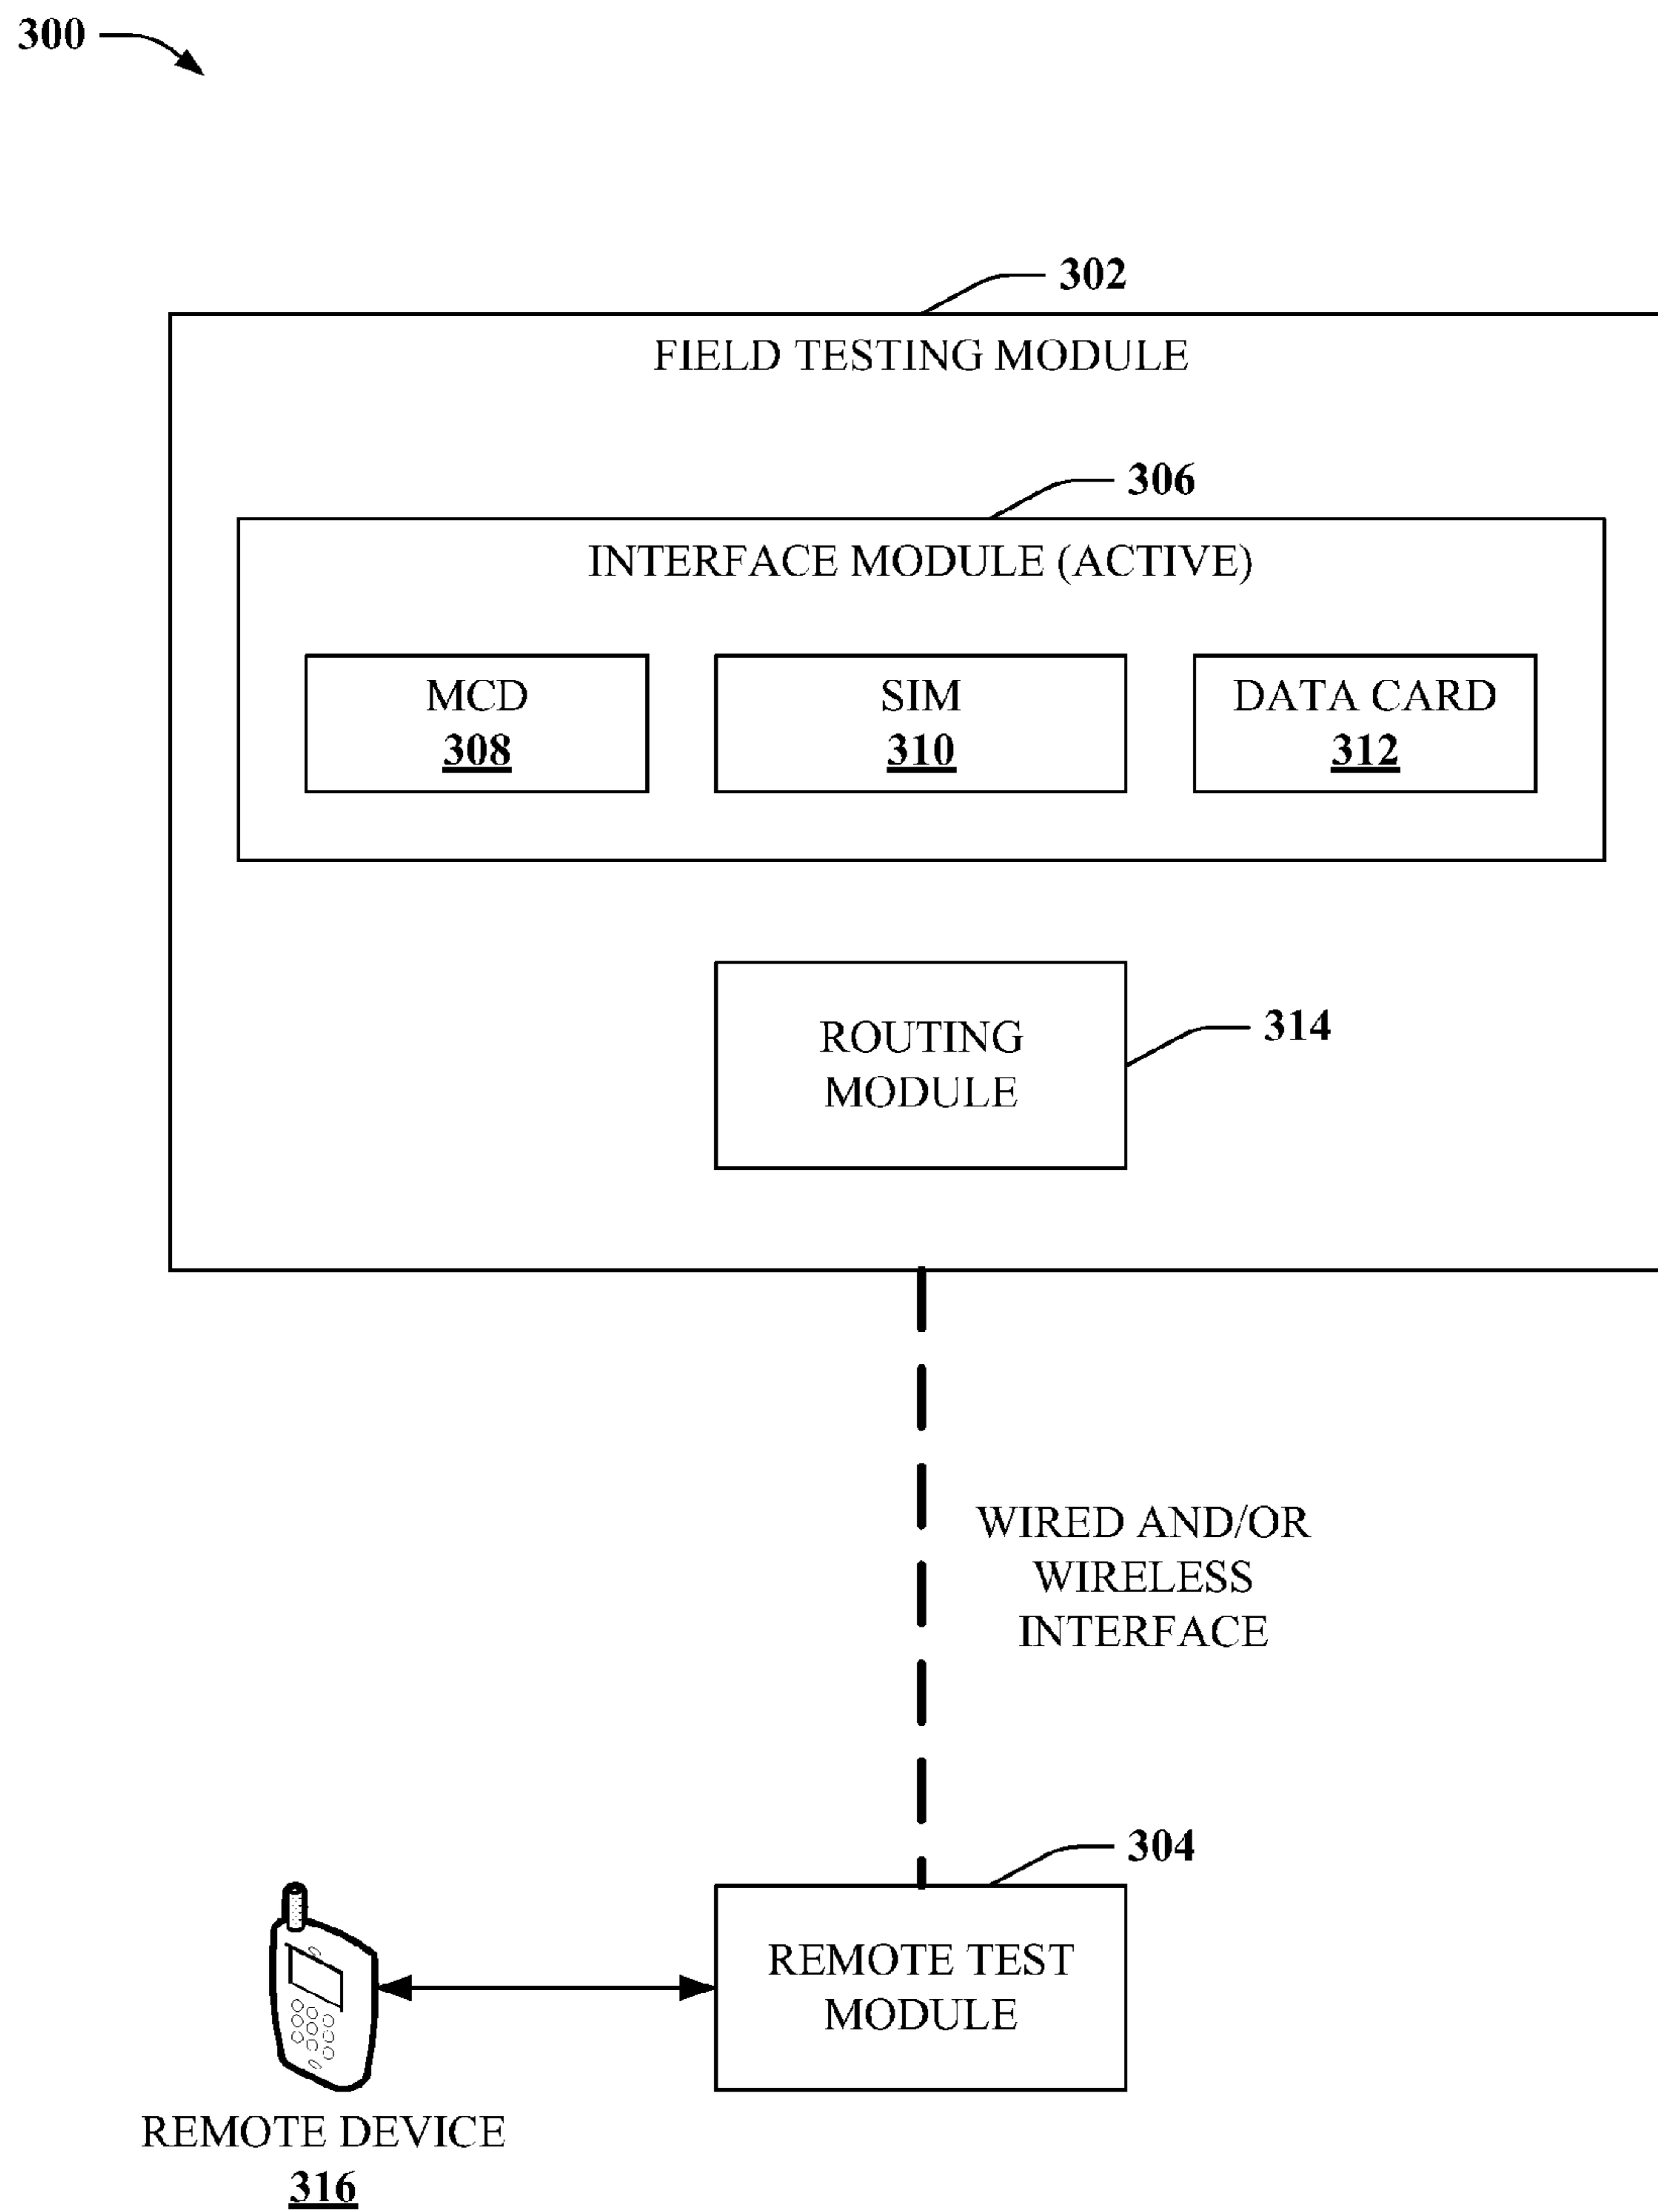 300
302
FIELD TESTING MODULE
306
INTERFACE MODULE (ACTIVE)
MCD
308
SIM
310
DATA CARD
312
ROUTING
MODULE
314
WIRED AND/OR
WIRELESS
INTERFACE
304
REMOTE TEST
MODULE
REMOTE DEVICE
316